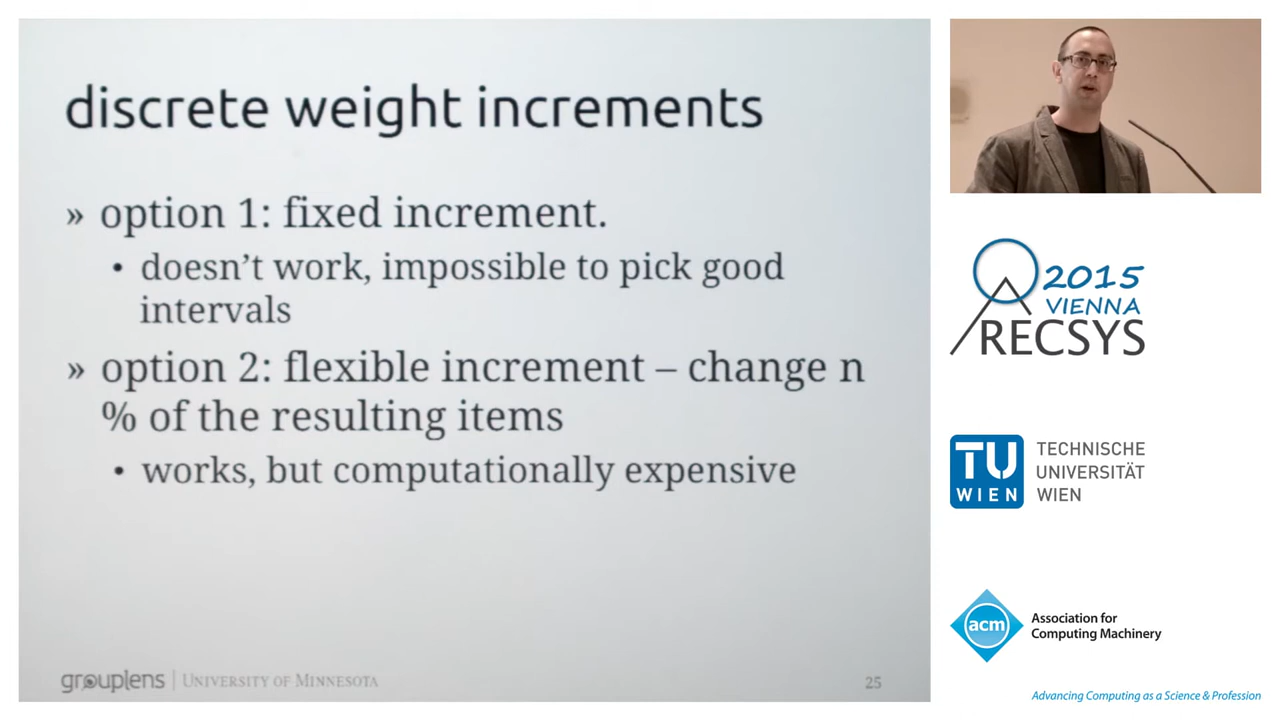 discrete weight increments
» option 1: fixed increment.
• doesn't work, impossible to pick good
intervals
» option 2: flexible increment – change n
% of the resulting items
• works, but computationally expensive
grouplens | UNIVERSITY OF MINNESOTA
25
2015
VIENNA
RECSYS
TU
WIEN
TECHNISCHE
UNIVERSITÄT
WIEN
acm
Association for
Computing Machinery
Advancing Computing as a Science & Profession